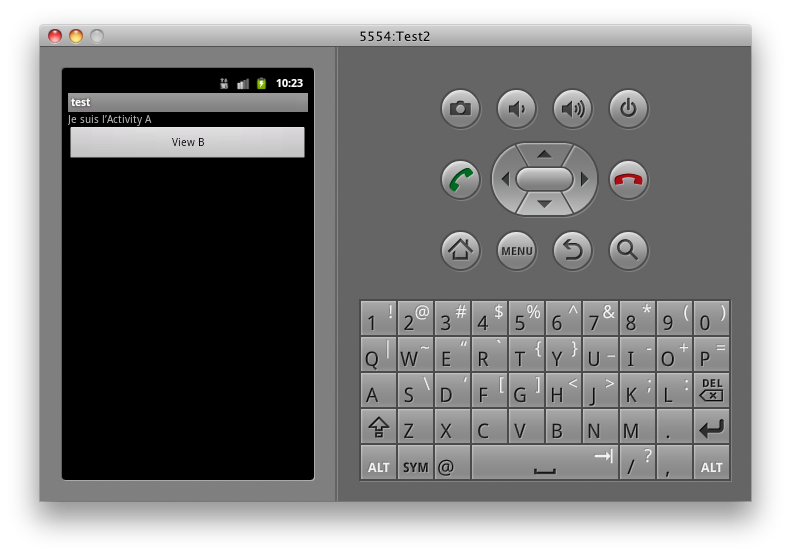 5554:Test2
10:23
test
Je suis l'Activity A
View B
MENU
1 ! 2 @ 3 # 4 $ 5 % 6 ^ 7 & 8 * 9 ( 0 )
Q | W ~ E " R ` T { Y } U _ I - O + P =
A S \ D ' F [ G ] H < J > K ; L : DEL
Z X C V B N M .
ALT SYM @ / ? , ALT